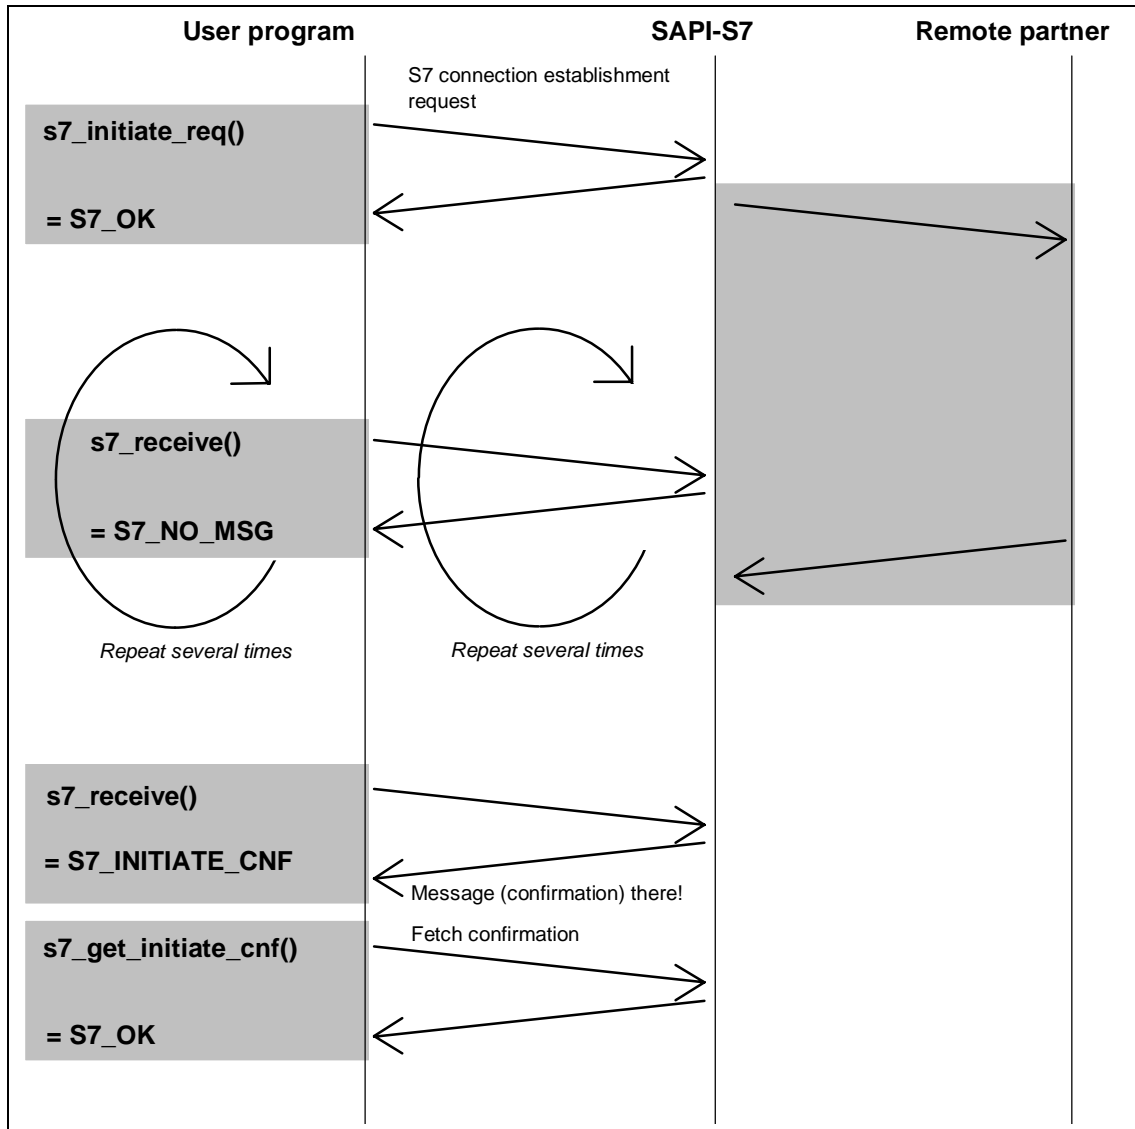 User program
SAPI-S7
Remote partner
S7 connection establishment
request
s7_initiate_req()
= S7_OK
s7_receive()
= S7_NO_MSG
Repeat several times
Repeat several times
s7_receive()
= S7_INITIATE_CNF
Message (confirmation) there!
s7_get_initiate_cnf()
Fetch confirmation
= S7_OK